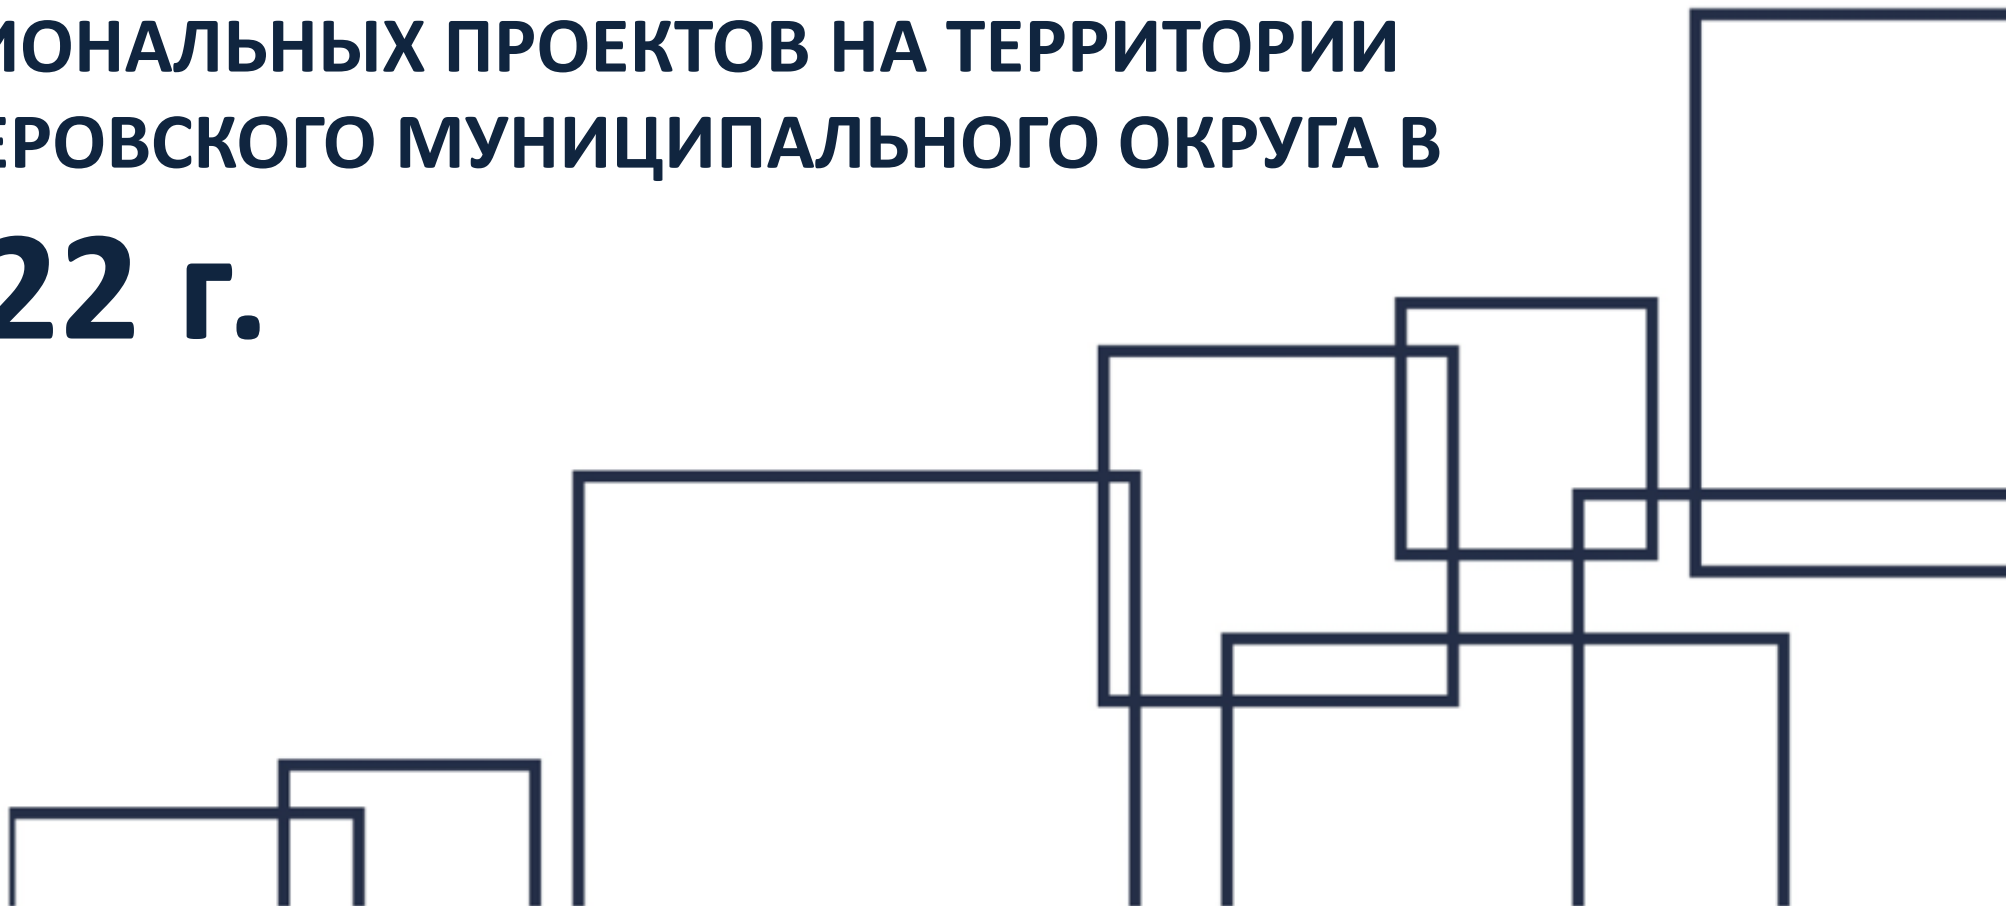 ИОНАЛЬНЫХ ПРОЕКТОВ НА ТЕРРИТОРИИ
ЕРОВСКОГО МУНИЦИПАЛЬНОГО ОКРУГА В
22 г.